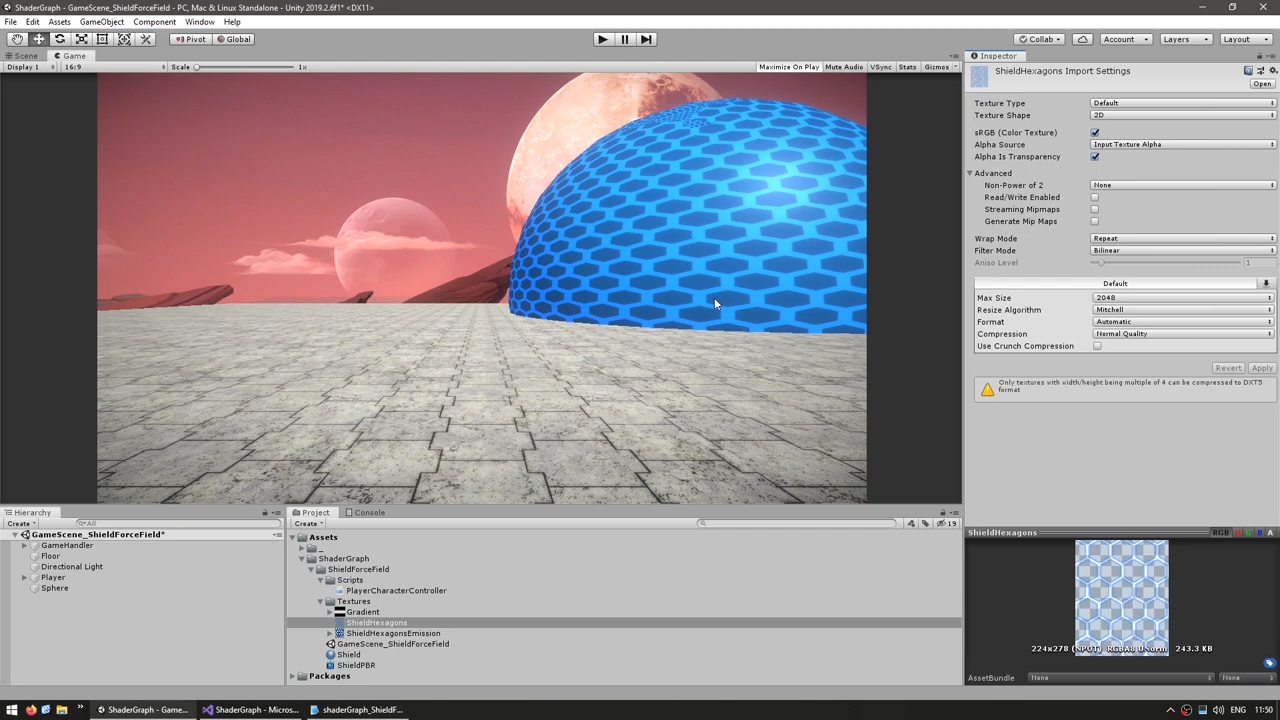 ShaderGraph - GameScene_ShieldForceField - PC, Mac & Linux Standalone - Unity 2019.2.6f1* <DX11>
File Edit Assets GameObject Component Window Help
Pivot Global Collab Account Layers Layout
Scene Game Inspector
Display 1 16:9 Scale 1x Maximize On Play Mute Audio VSync Stats Gizmos
ShieldHexagons Import Settings
Open
Texture Type Default
Texture Shape 2D
sRGB (Color Texture)
Alpha Source Input Texture Alpha
Alpha Is Transparency
Advanced
Non-Power of 2 None
Read/Write Enabled
Streaming Mipmaps
Generate Mip Maps
Wrap Mode Repeat
Filter Mode Bilinear
Aniso Level 1
Default
Max Size 2048
Resize Algorithm Mitchell
Format Automatic
Compression Normal Quality
Use Crunch Compression
Revert Apply
Only textures with width/height being multiple of 4 can be compressed to DXT5
format
Hierarchy
Create All
GameScene_ShieldForceField*
GameHandler
Floor
Directional Light
Player
Sphere
Project Console
Create 19
Assets
_
ShaderGraph
ShieldForceField
Scripts
PlayerCharacterController
Textures
Gradient
ShieldHexagons
ShieldHexagonsEmission
GameScene_ShieldForceField
Shield
ShieldPBR
Packages
ShieldHexagons RGB R G B A
224x278 (NPOT) RGBA8 UNorm 243.3 KB
AssetBundle None None
ShaderGraph - Game... ShaderGraph - Micros... shaderGraph_ShieldF... ENG 11:50